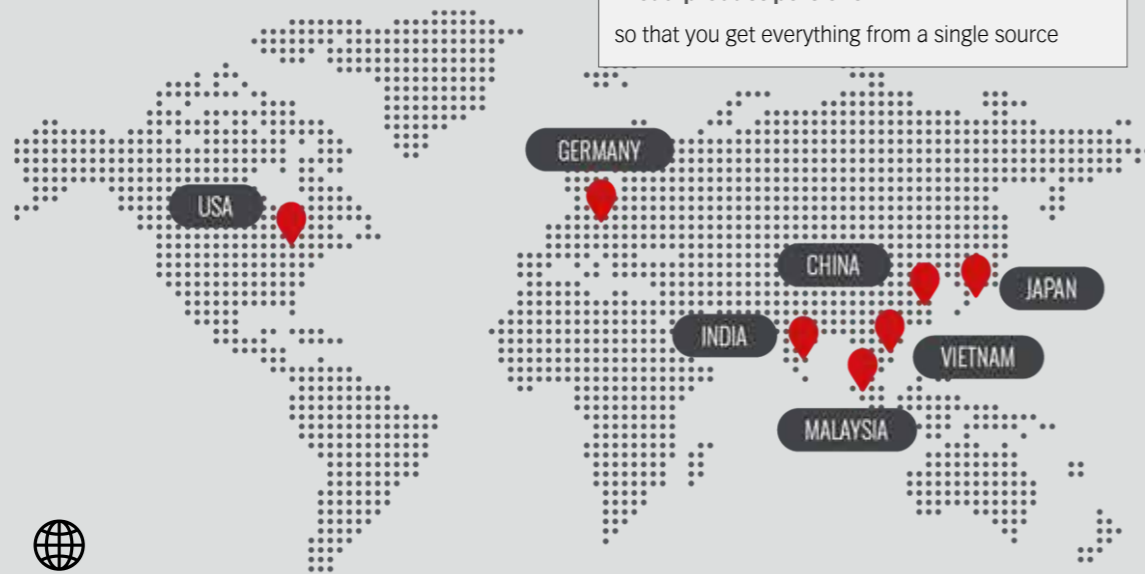 so that you get everything from a single source
GERMANY
USA
CHINA
JAPAN
INDIA
VIETNAM
MALAYSIA